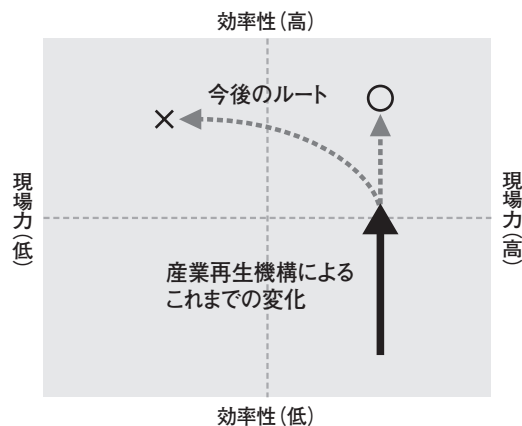 効率性(高)
今後のルート
現場力(低)
現場力(高)
産業再生機構による
これまでの変化
効率性(低)